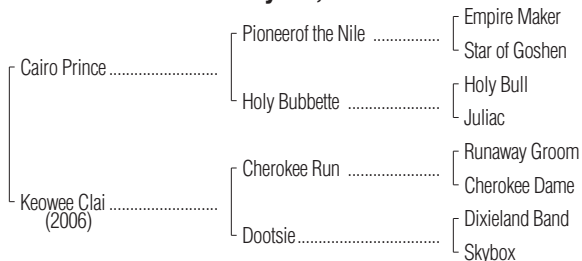 Empire Maker
Pioneerof the Nile ................
Star of Goshen
Cairo Prince ..........................
Holy Bull
Holy Bubbette ......................
Juliac
Runaway Groom
Cherokee Run ......................
Cherokee Dame
Keowee Clai ..........................
(2006)
Dixieland Band
Dootsie ..................................
Skybox